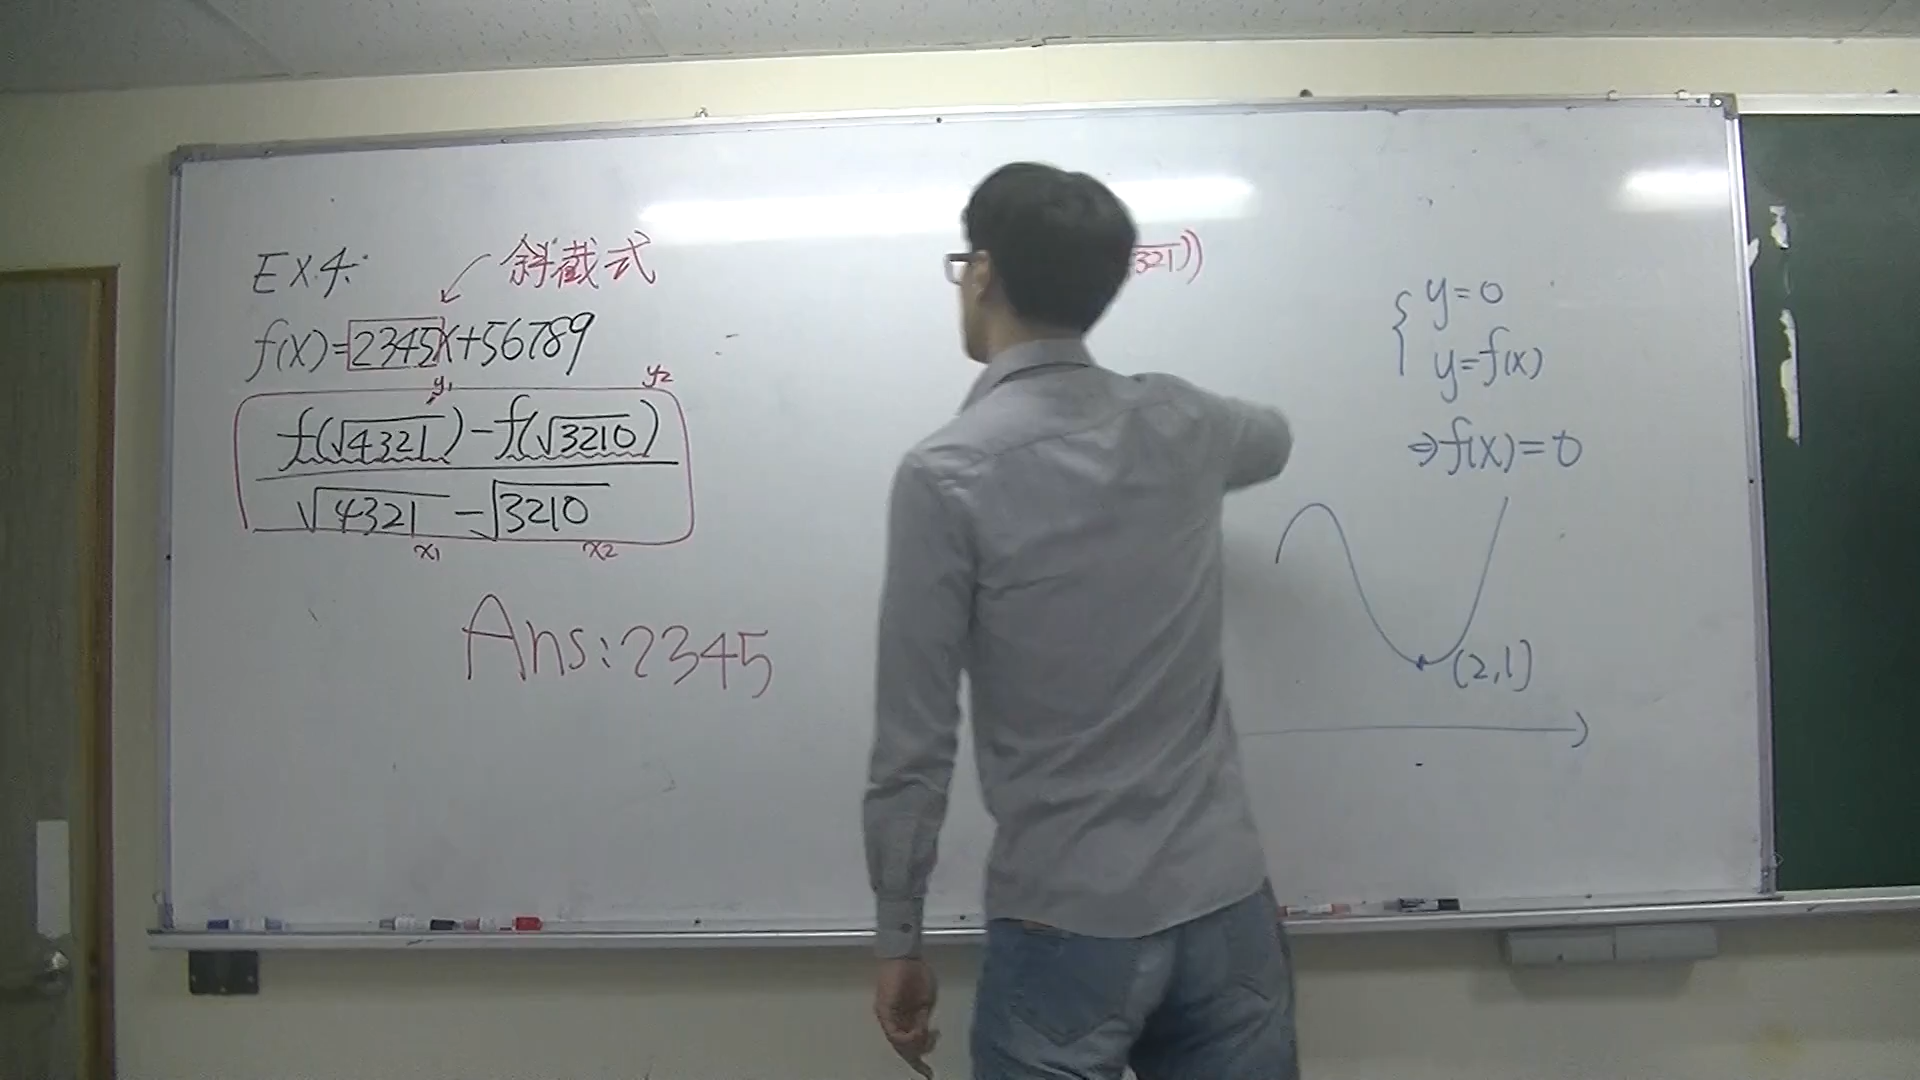 EX4:
斜截式
f(x)=2345x+56789
y1 y2
f(√4321)-f(√3210)
√4321-√3210
x1 x2
Ans:2345
321))
y=0
y=f(x)
⇒f(x)=0
(2,1)